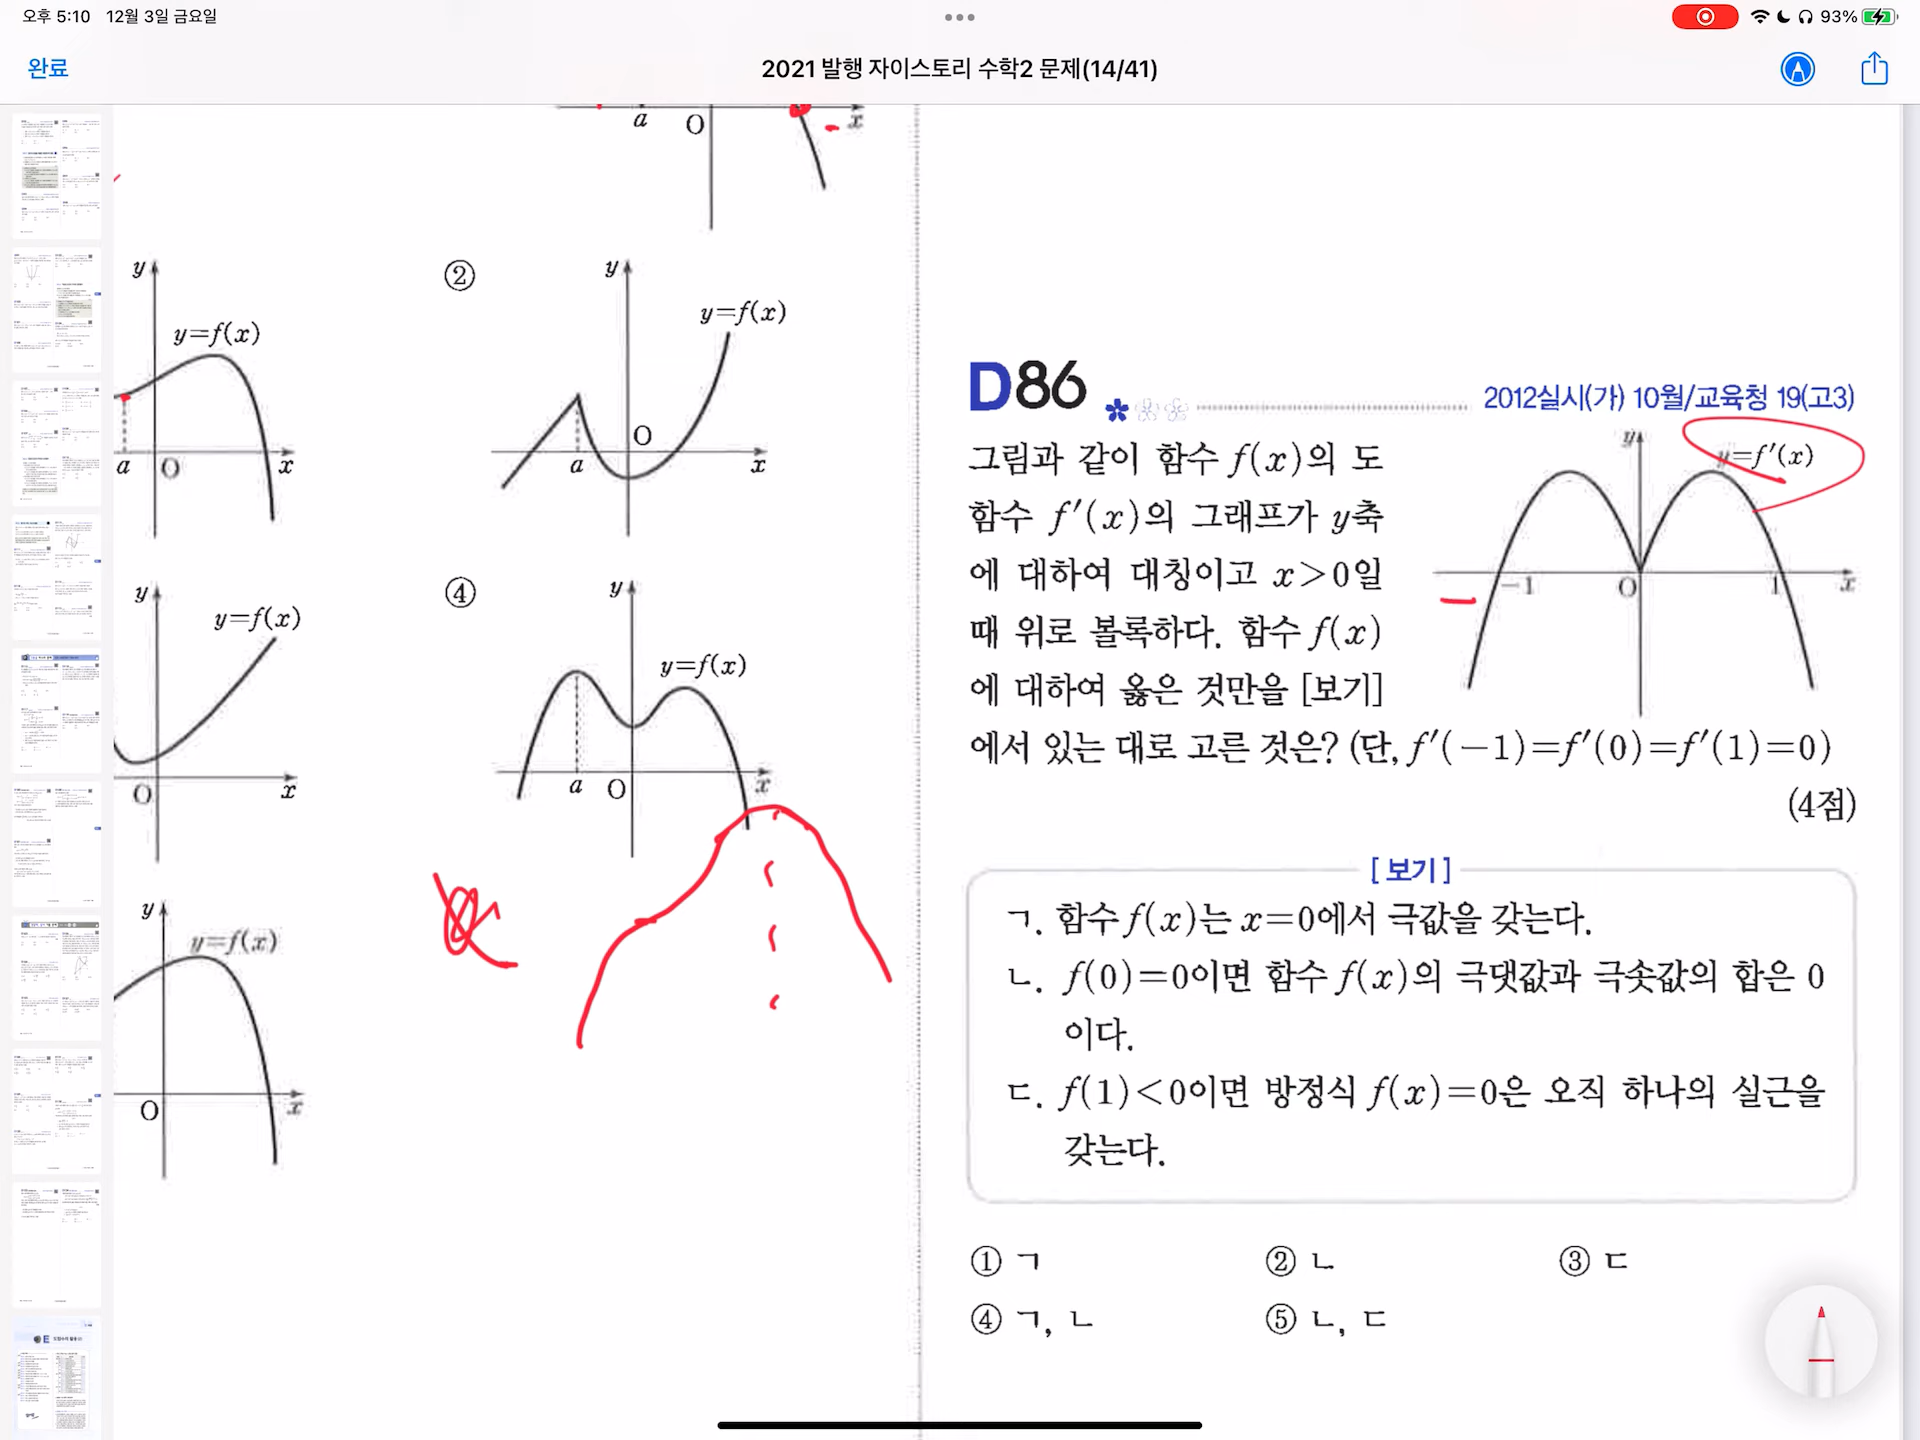 오후 5:10 12월 3일 금요일
93%
완료
2021 발행 자이스토리 수학2 문제(14/41)
a O x
y
y=f(x)
a O x
②
y
y=f(x)
O
a x
y
y=f(x)
O x
④
y
y=f(x)
a O x
y
y=f(x)
O x
D86
2012실시(가) 10월/교육청 19(고3)
그림과 같이 함수 f(x)의 도
함수 f′(x)의 그래프가 y축
에 대하여 대칭이고 x>0일
때 위로 볼록하다. 함수 f(x)
에 대하여 옳은 것만을 [보기]
에서 있는 대로 고른 것은? (단, f′(−1)=f′(0)=f′(1)=0)
(4점)
y
y=f′(x)
−1 O 1 x
[ 보기 ]
ㄱ. 함수 f(x)는 x=0에서 극값을 갖는다.
ㄴ. f(0)=0이면 함수 f(x)의 극댓값과 극솟값의 합은 0
이다.
ㄷ. f(1)<0이면 방정식 f(x)=0은 오직 하나의 실근을
갖는다.
① ㄱ ② ㄴ ③ ㄷ
④ ㄱ, ㄴ ⑤ ㄴ, ㄷ